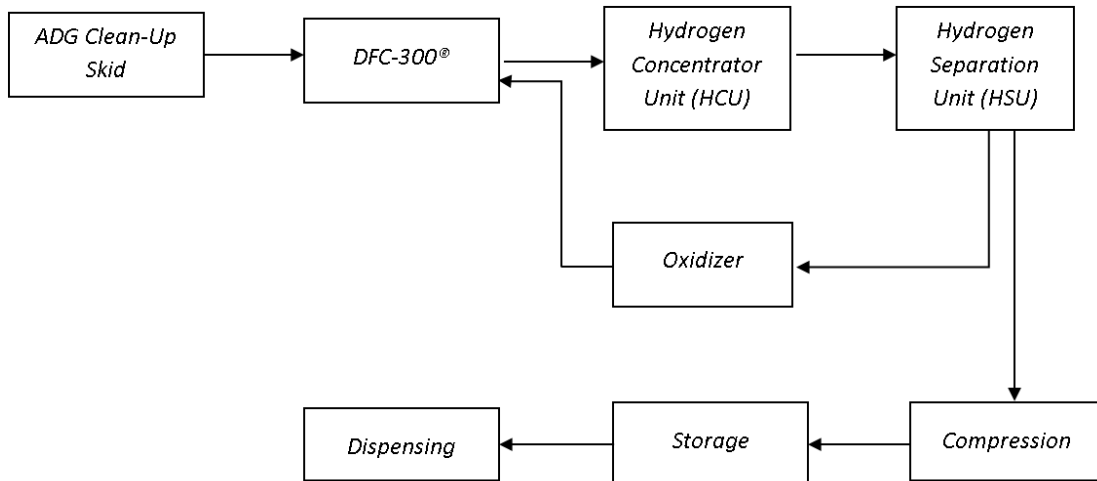 ADG Clean-Up
Skid
DFC-300®
Hydrogen
Concentrator
Unit (HCU)
Hydrogen
Separation
Unit (HSU)
Oxidizer
Dispensing
Storage
Compression